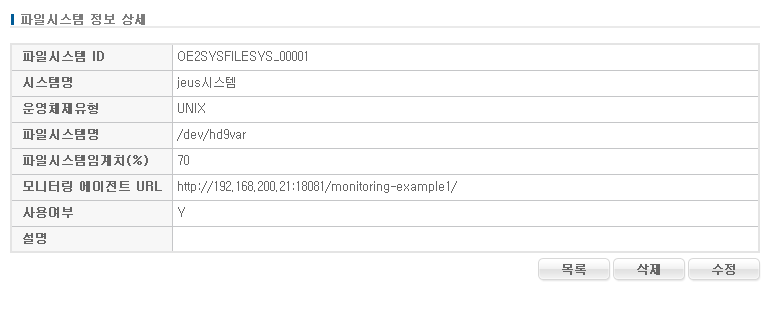 파일시스템 정보 상세
파일시스템 ID OE2SYSFILESYS_00001
시스템명 jeus시스템
운영체제유형 UNIX
파일시스템명 /dev/hd9var
파일시스템임계치(%) 70
모니터링 에이전트 URL http://192.168.200.21:18081/monitoring-example1/
사용여부 Y
설명
목록 삭제 수정